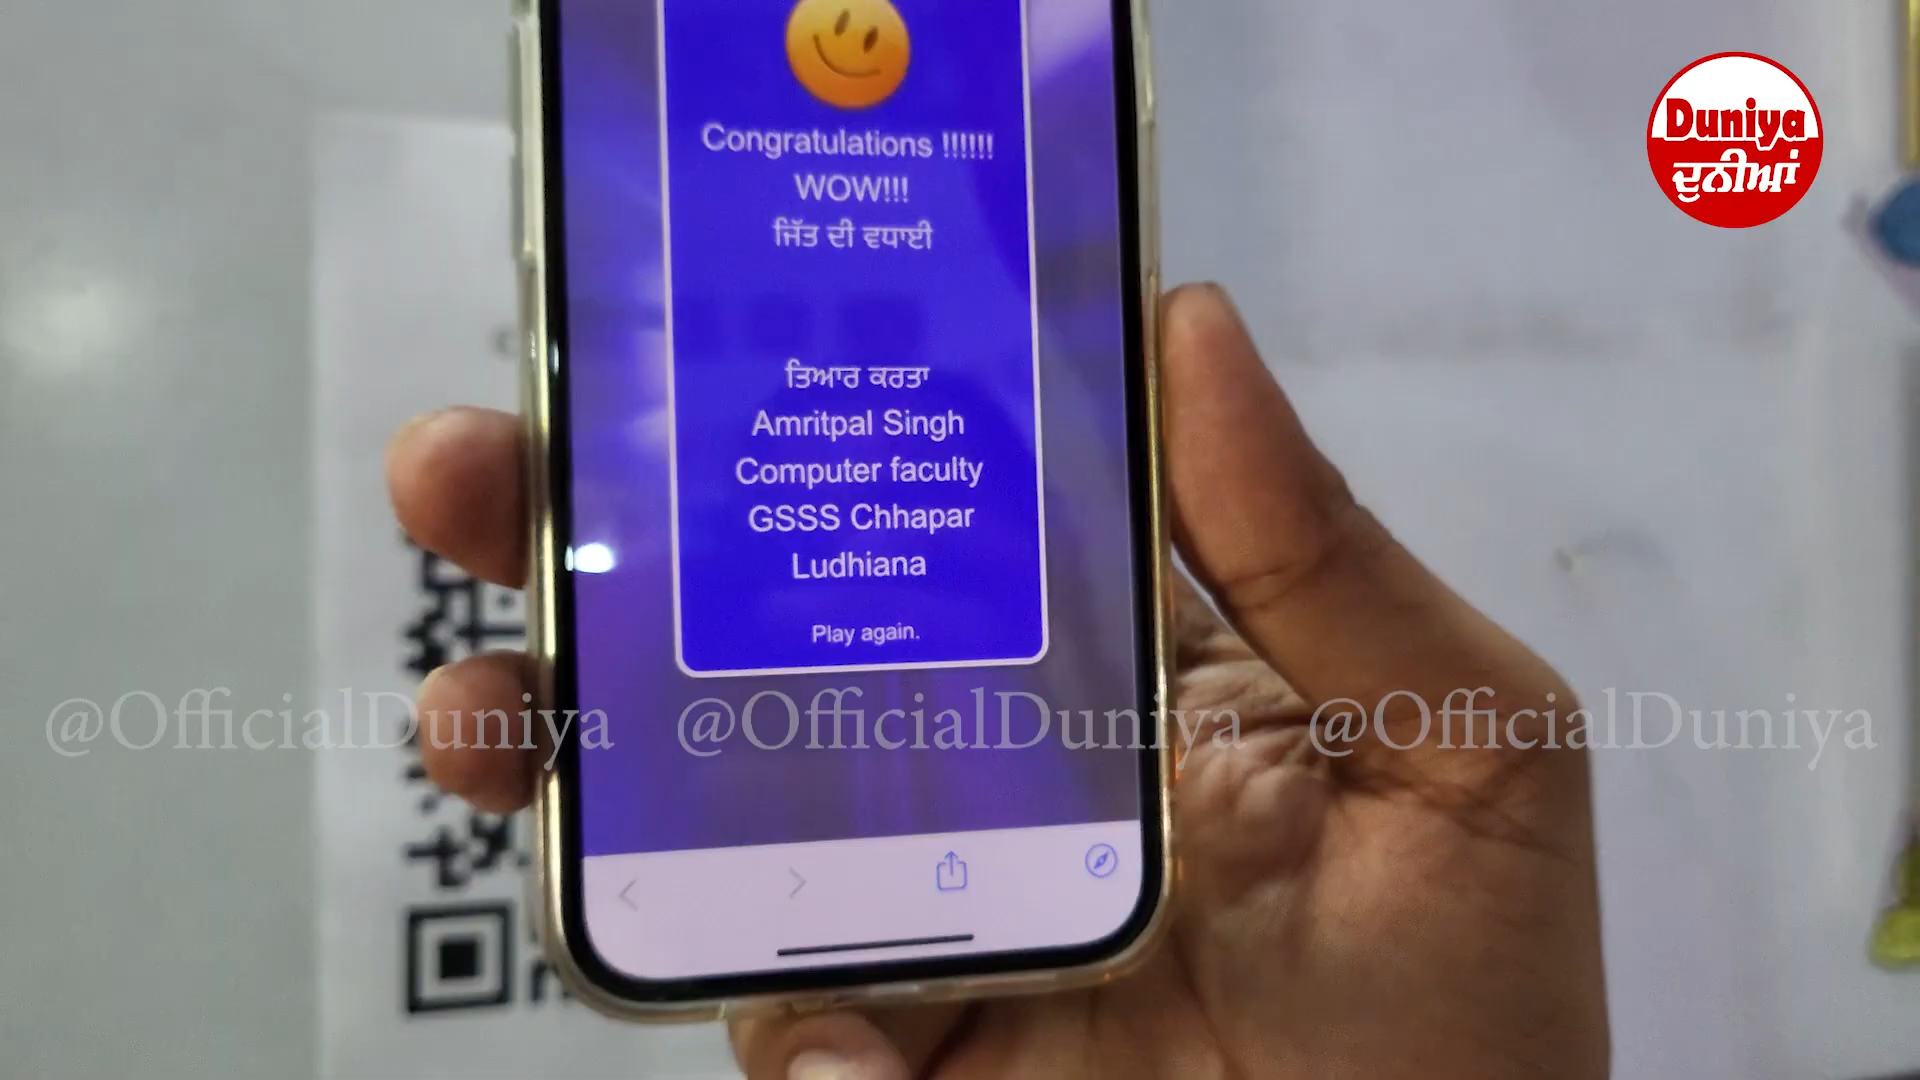 Duniya
ਦੁਨੀਆਂ
Congratulations !!!!!!
WOW!!!
ਜਿੱਤ ਦੀ ਵਧਾਈ
ਤਿਆਰ ਕਰਤਾ
Amritpal Singh
Computer faculty
GSSS Chhapar
Ludhiana
Play again.
@OfficialDuniya @OfficialDuniya @OfficialDuniya